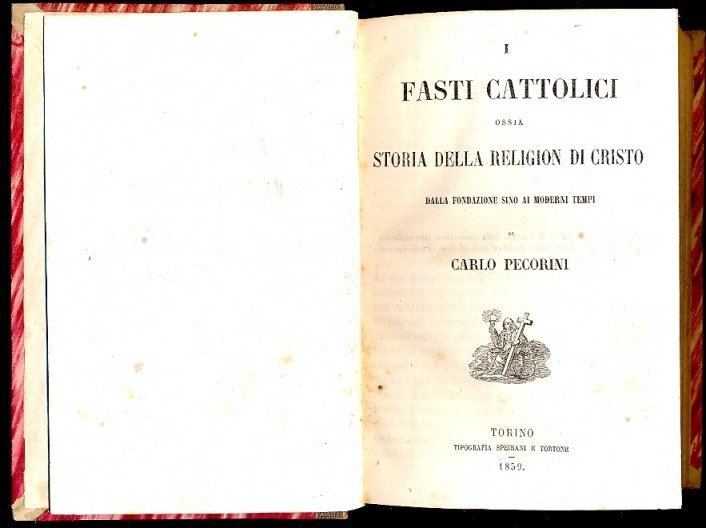 I
FASTI CATTOLICI
OSSIA
STORIA DELLA RELIGION DI CRISTO
DALLA FONDAZIONE SINO AI MODERNI TEMPI
DI
CARLO PECORINI
TORINO
TIPOGRAFIA SPEIRANI E TORTONE
1859.